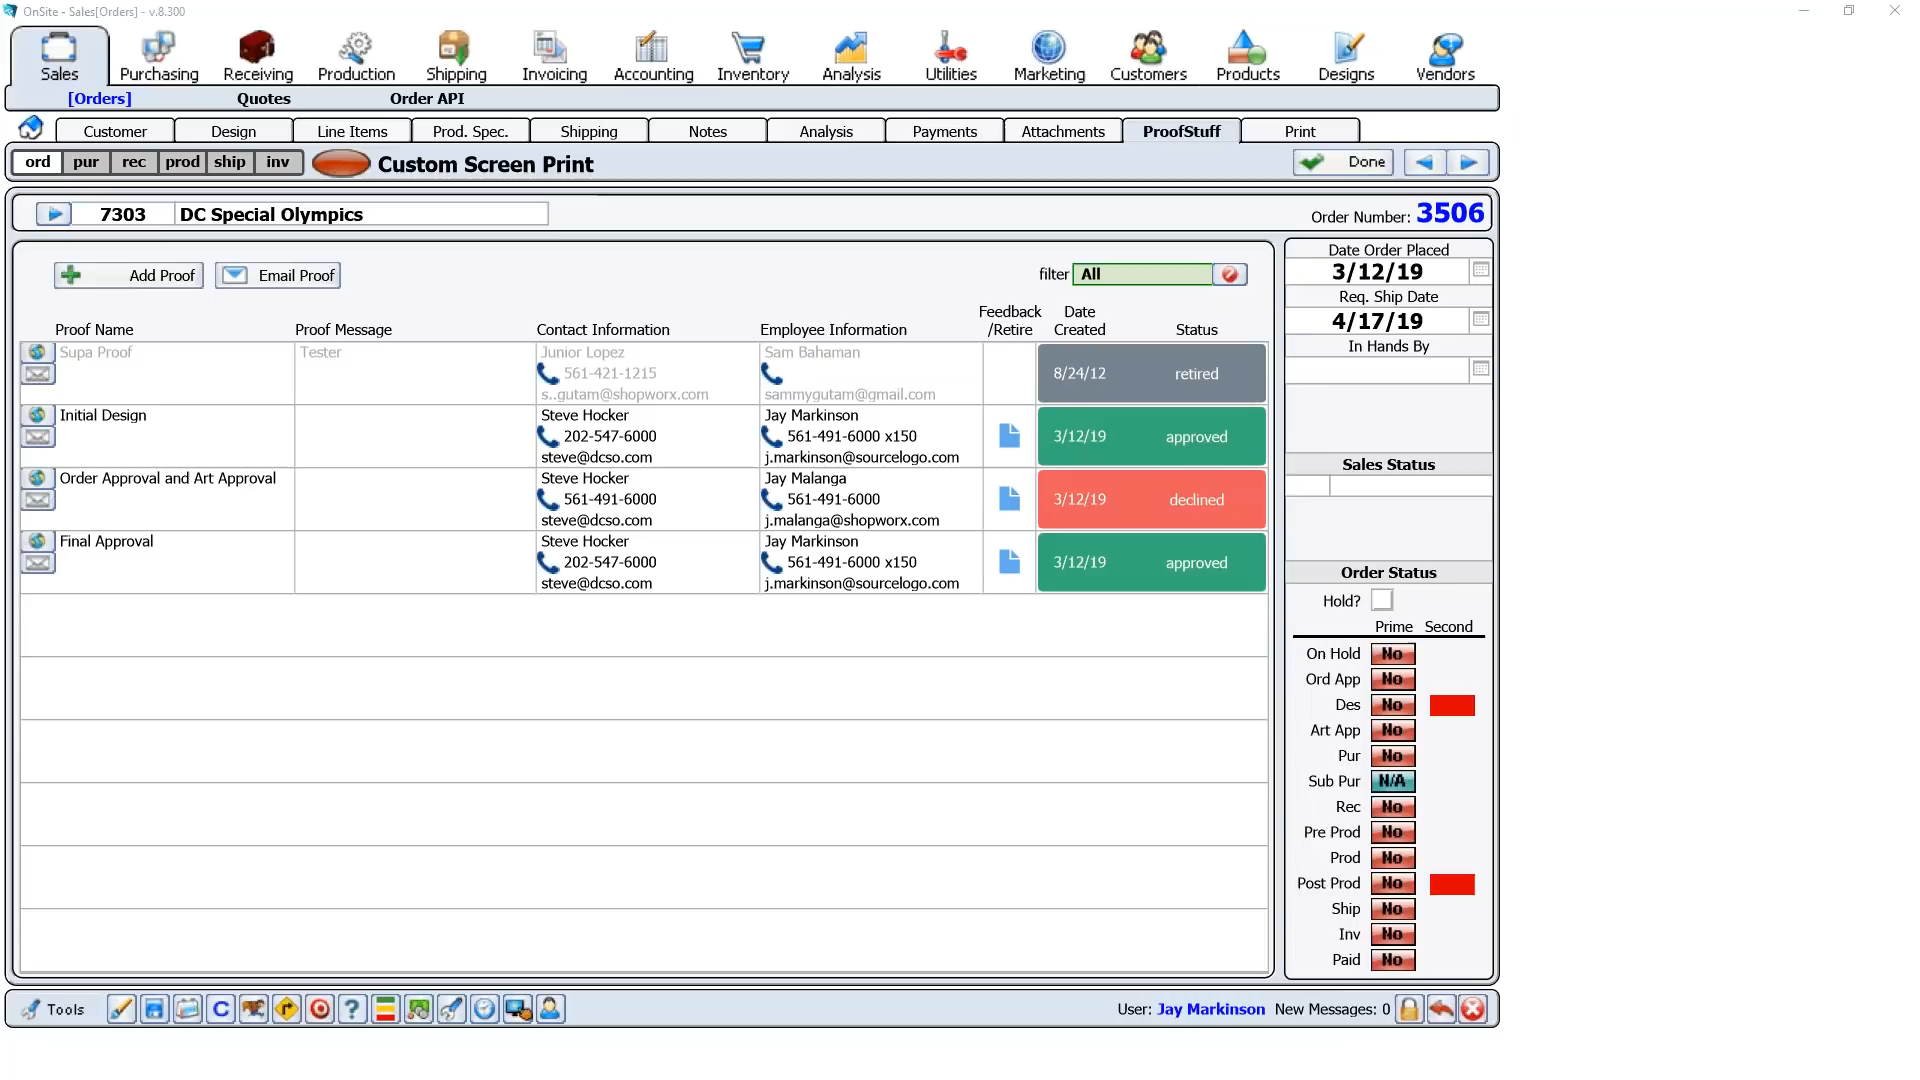 OnSite - Sales[Orders] - v.8.300
Sales Purchasing Receiving Production Shipping Invoicing Accounting Inventory Analysis Utilities Marketing Customers Products Designs Vendors
[Orders] Quotes Order API
Customer Design Line Items Prod. Spec. Shipping Notes Analysis Payments Attachments ProofStuff Print
ord pur rec prod ship inv Custom Screen Print Done
7303 DC Special Olympics Order Number: 3506
Add Proof Email Proof filter All
Proof Name Proof Message Contact Information Employee Information Feedback /Retire Date Created Status
Supa Proof Tester Junior Lopez Sam Bahaman
561-421-1215 8/24/12 retired
s..gutam@shopworx.com sammygutam@gmail.com
Initial Design Steve Hocker Jay Markinson
202-547-6000 561-491-6000 x150 3/12/19 approved
steve@dcso.com j.markinson@sourcelogo.com
Order Approval and Art Approval Steve Hocker Jay Malanga
561-491-6000 561-491-6000 3/12/19 declined
steve@dcso.com j.malanga@shopworx.com
Final Approval Steve Hocker Jay Markinson
202-547-6000 561-491-6000 x150 3/12/19 approved
steve@dcso.com j.markinson@sourcelogo.com
Date Order Placed
3/12/19
Req. Ship Date
4/17/19
In Hands By
Sales Status
Order Status
Hold?
Prime Second
On Hold No
Ord App No
Des No
Art App No
Pur No
Sub Pur N/A
Rec No
Pre Prod No
Prod No
Post Prod No
Ship No
Inv No
Paid No
Tools C ? User: Jay Markinson New Messages: 0